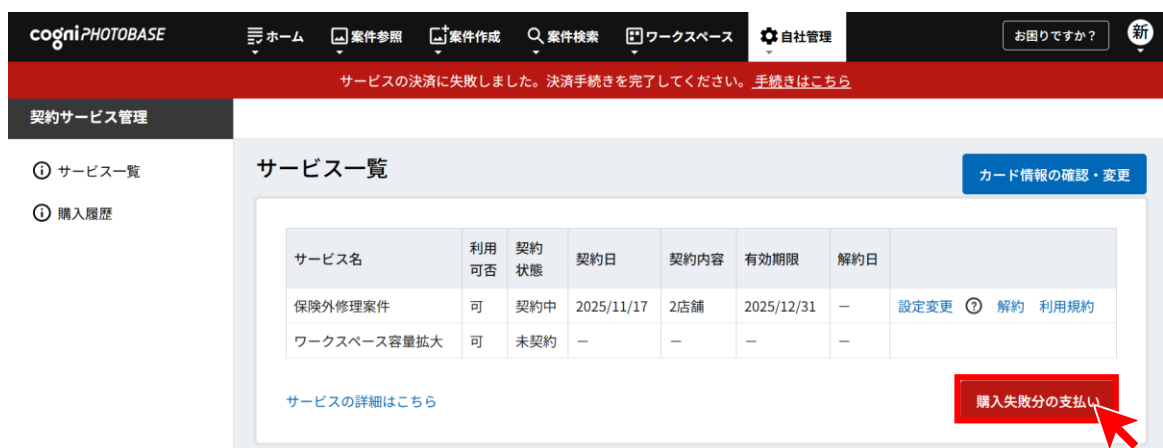 cogni PHOTOBASE
ホーム 案件参照 案件作成 案件検索 ワークスペース 自社管理 お困りですか？ 新
サービスの決済に失敗しました。決済手続きを完了してください。手続きはこちら
契約サービス管理
サービス一覧
購入履歴
サービス一覧
カード情報の確認・変更
サービス名 利用可否 契約状態 契約日 契約内容 有効期限 解約日
保険外修理案件 可 契約中 2025/11/17 2店舗 2025/12/31 − 設定変更 ? 解約 利用規約
ワークスペース容量拡大 可 未契約 − − − −
サービスの詳細はこちら
購入失敗分の支払い